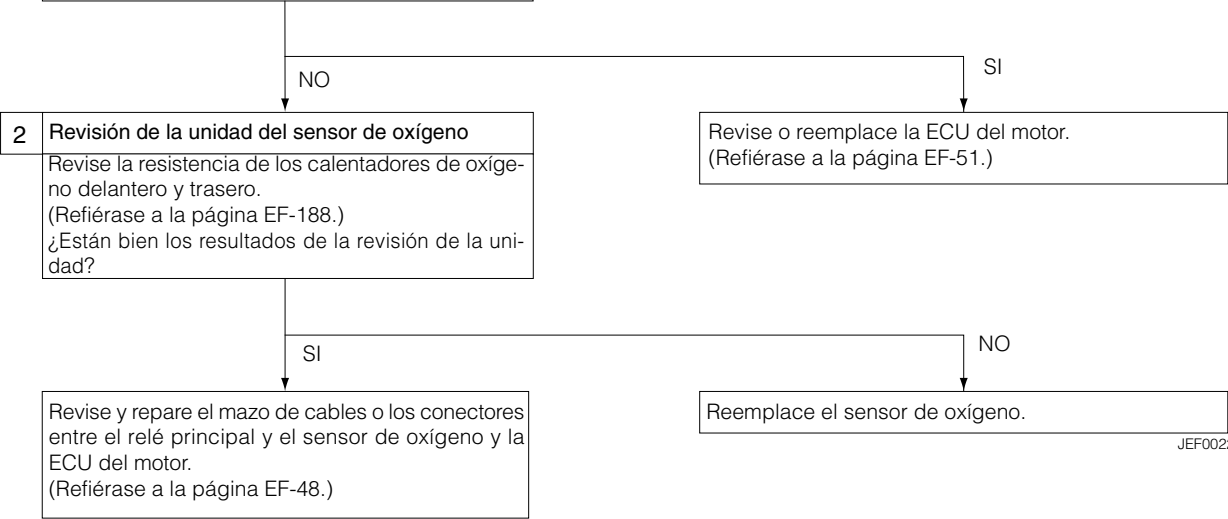 NO
SI
2 Revisión de la unidad del sensor de oxígeno
Revise la resistencia de los calentadores de oxíge-
no delantero y trasero.
(Refiérase a la página EF-188.)
¿Están bien los resultados de la revisión de la uni-
dad?
Revise o reemplace la ECU del motor.
(Refiérase a la página EF-51.)
SI
NO
Revise y repare el mazo de cables o los conectores
entre el relé principal y el sensor de oxígeno y la
ECU del motor.
(Refiérase a la página EF-48.)
Reemplace el sensor de oxígeno.